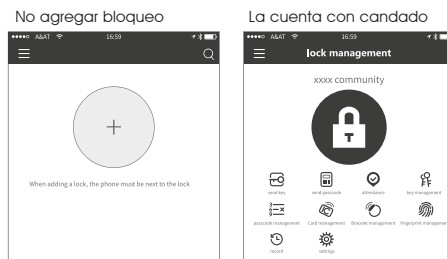 No agregar bloqueo
A&AT 16:59
When adding a lock, the phone must be next to the lock
La cuenta con candado
A&AT 16:59
lock management
xxxx community
T
send key send passcode attendance key management
passcode management Card management Bracelet management fingerprint management
record settings